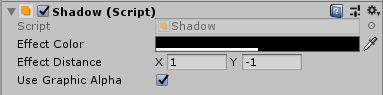 Shadow (Script)
Script Shadow
Effect Color
Effect Distance X 1 Y -1
Use Graphic Alpha